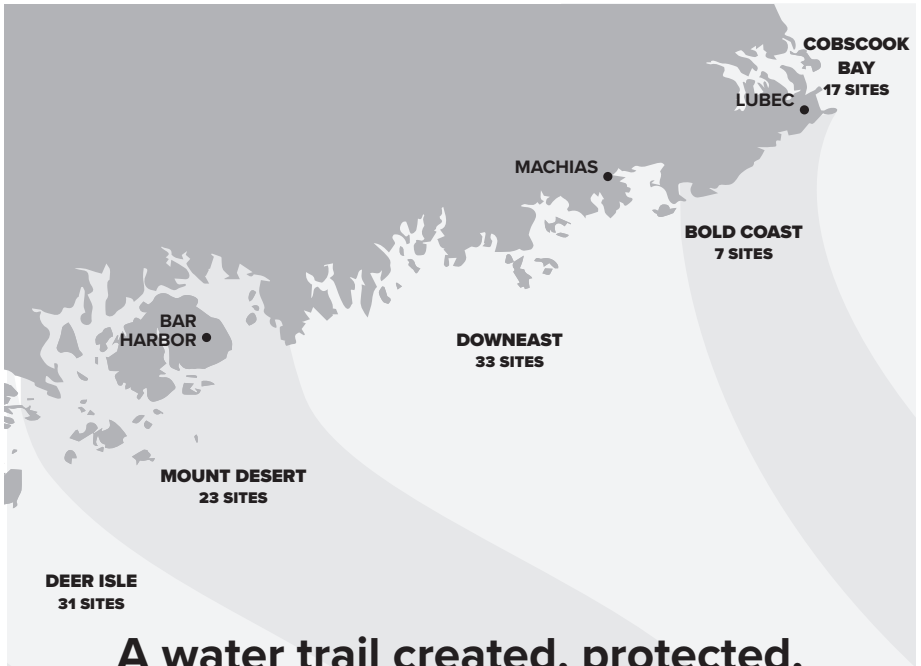 COBSCOOK
BAY
17 SITES
LUBEC
MACHIAS
BOLD COAST
7 SITES
BAR
HARBOR
DOWNEAST
33 SITES
MOUNT DESERT
23 SITES
DEER ISLE
31 SITES
A water trail created, protected,